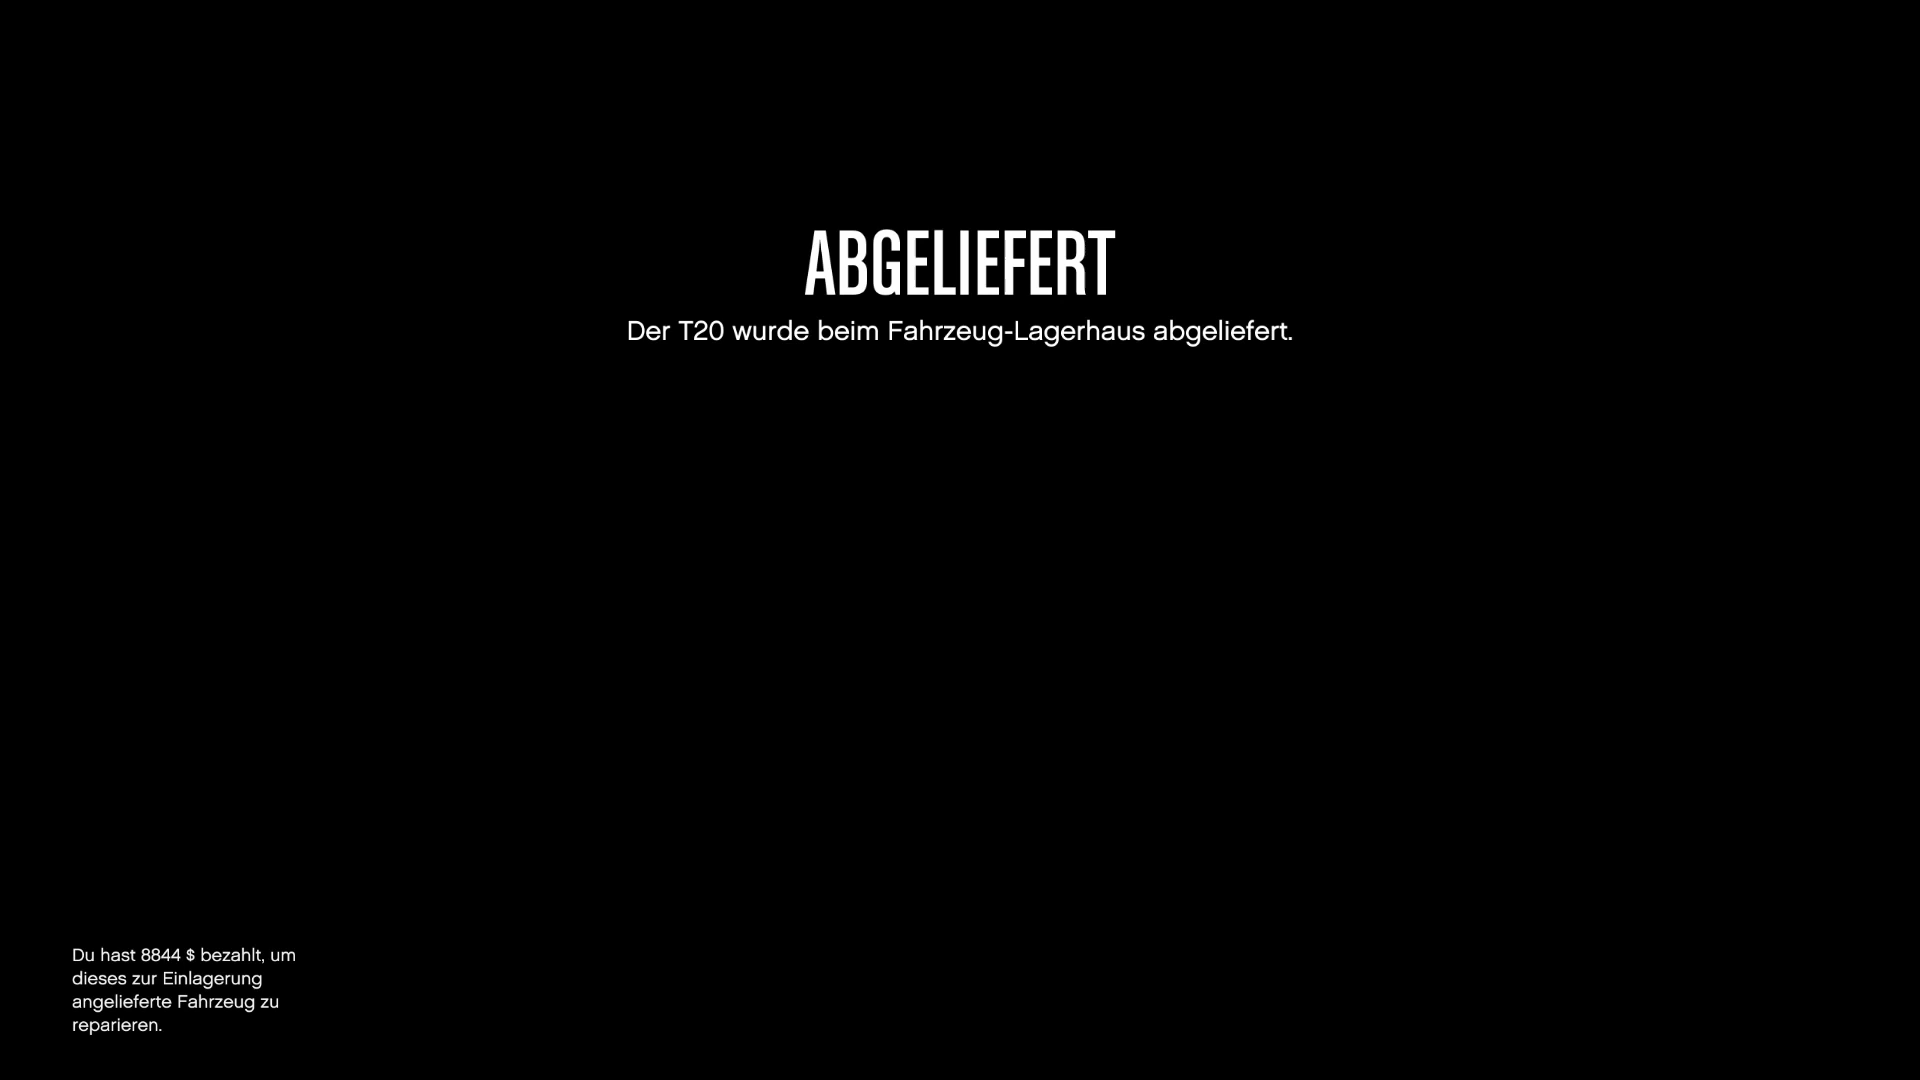 ABGELIEFERT
Der T20 wurde beim Fahrzeug-Lagerhaus abgeliefert.
Du hast 8844 $ bezahlt, um
dieses zur Einlagerung
angelieferte Fahrzeug zu
reparieren.